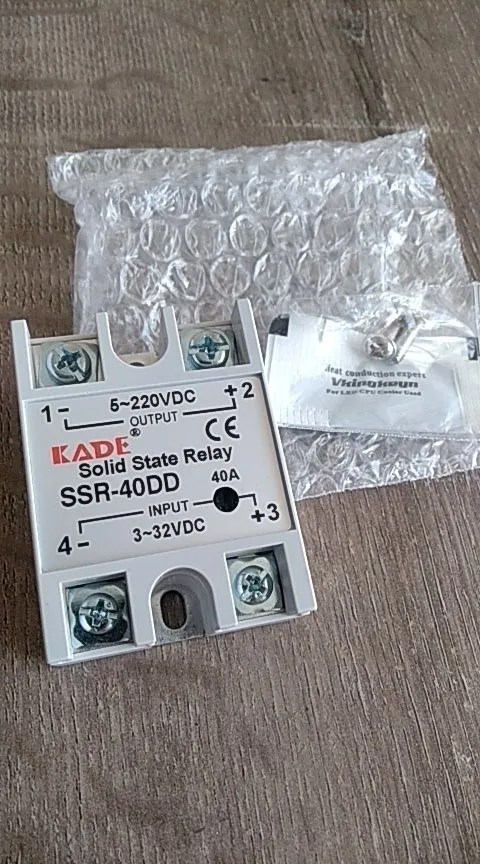 5~220VDC
1- +2
OUTPUT
KADE® CE
Solid State Relay
SSR-40DD 40A
INPUT
4- +3
3~32VDC
Heat conduction expert
Vkingkoyn
For LED CPU Cooler Used